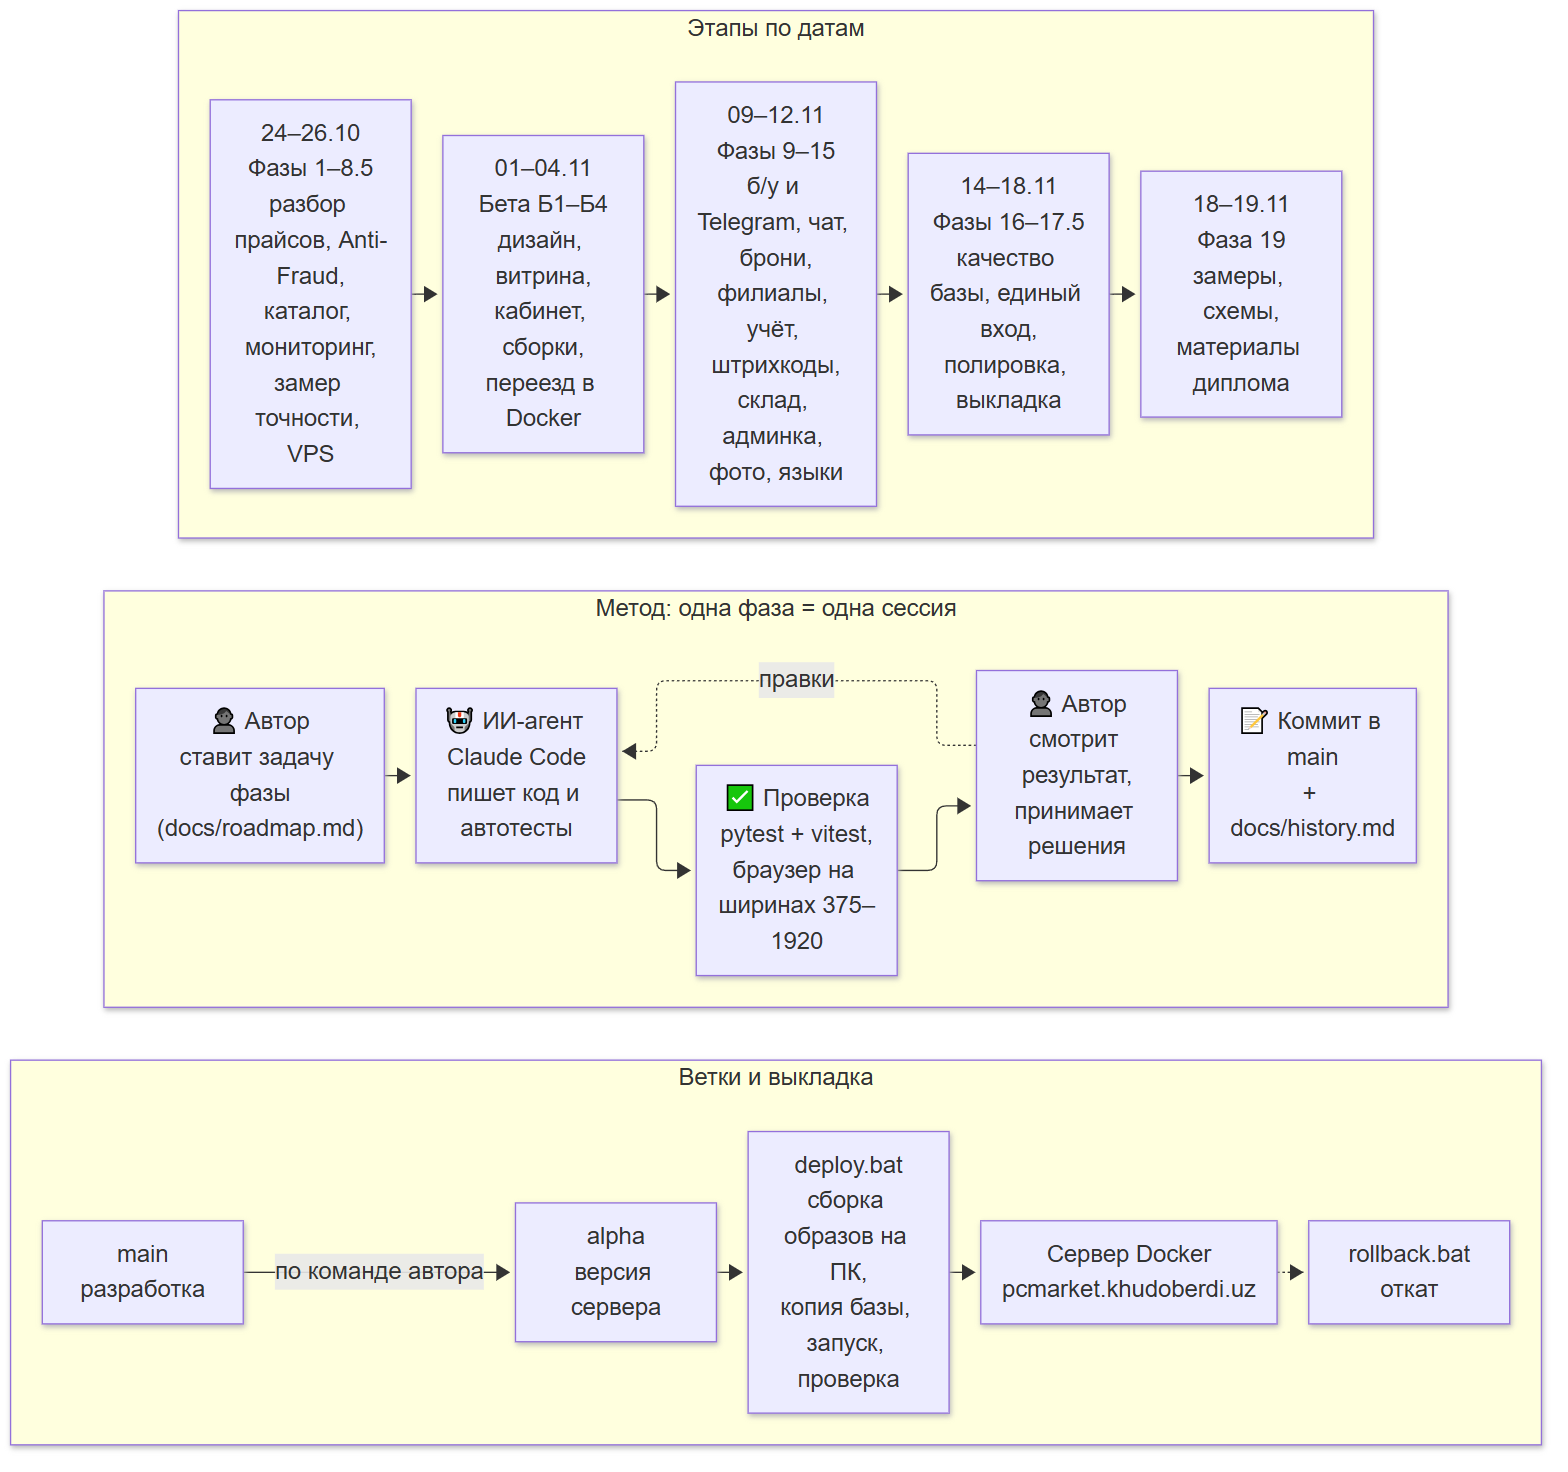 Этапы по датам
24–26.10
Фазы 1–8.5
разбор
прайсов, Anti-
Fraud,
каталог,
мониторинг,
замер
точности,
VPS
01–04.11
Бета Б1–Б4
дизайн,
витрина,
кабинет,
сборки,
переезд в
Docker
09–12.11
Фазы 9–15
б/у и
Telegram, чат,
брони,
филиалы,
учёт,
штрихкоды,
склад,
админка,
фото, языки
14–18.11
Фазы 16–17.5
качество
базы, единый
вход,
полировка,
выкладка
18–19.11
Фаза 19
замеры,
схемы,
материалы
диплома
Метод: одна фаза = одна сессия
Автор
ставит задачу
фазы
(docs/roadmap.md)
ИИ-агент
Claude Code
пишет код и
автотесты
правки
Проверка
pytest + vitest,
браузер на
ширинах 375–
1920
Автор
смотрит
результат,
принимает
решения
Коммит в
main
+
docs/history.md
Ветки и выкладка
main
разработка
по команде автора
alpha
версия
сервера
deploy.bat
сборка
образов на
ПК,
копия базы,
запуск,
проверка
Сервер Docker
pcmarket.khudoberdi.uz
rollback.bat
откат